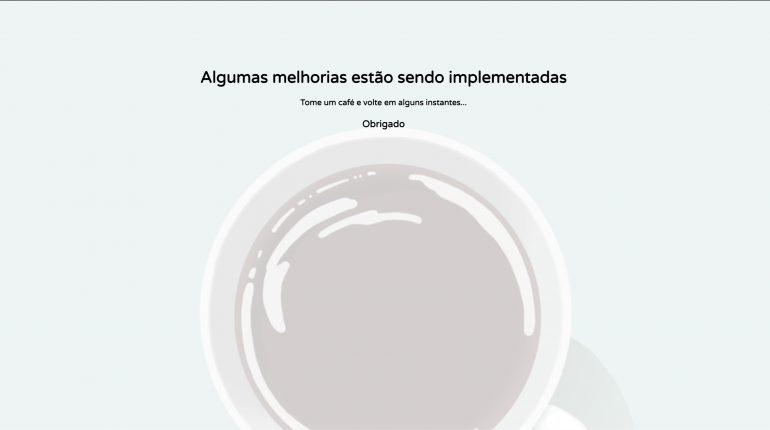 Algumas melhorias estão sendo implementadas
Tome um café e volte em alguns instantes...
Obrigado